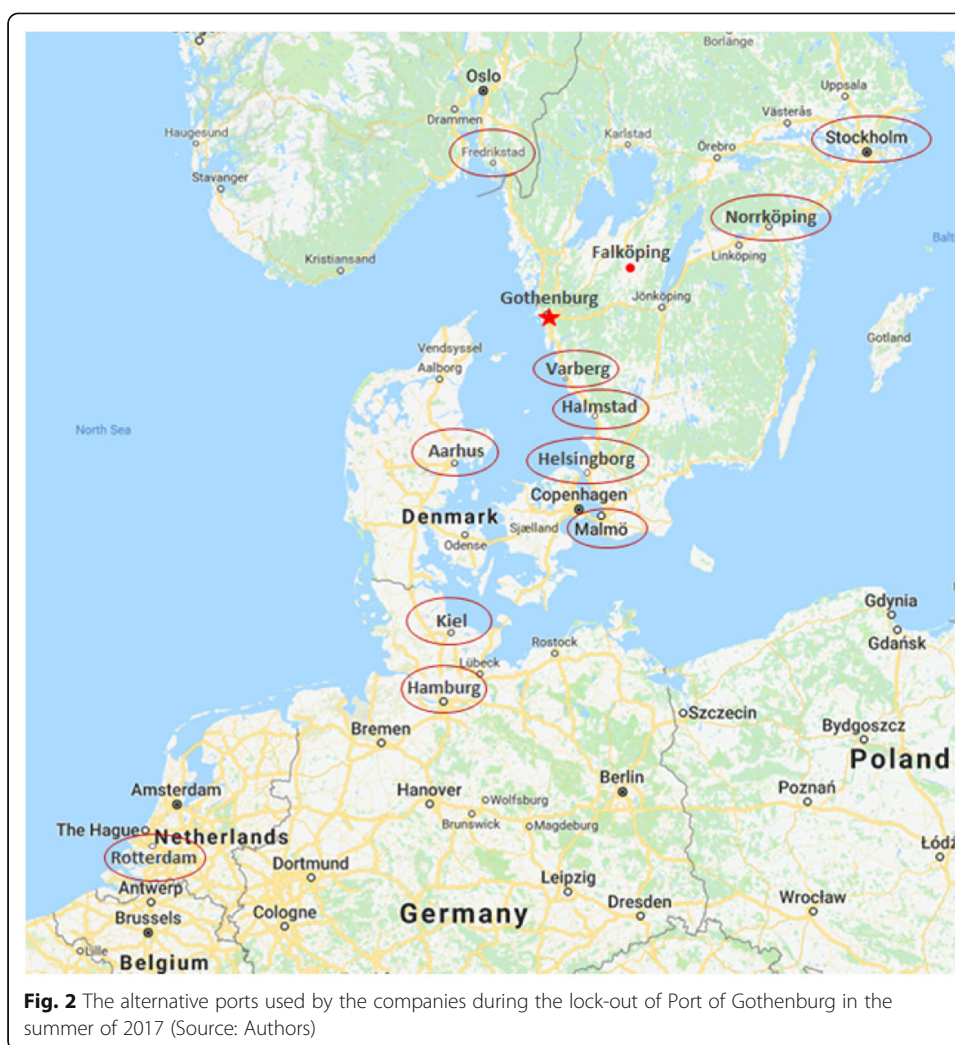 Borlänge
Oslo
Uppsala
Drammen
Västerås
Haugesund
Fredrikstad
Karlstad
Örebro
Stockholm
Stavanger
Norrköping
Linköping
Falköping
Kristiansand
Gothenburg
Jönköping
Gotland
Vendsyssel
Aalborg
Varberg
Halmstad
North Sea
Aarhus
Helsingborg
Copenhagen
Denmark
Sjælland
Malmö
Odense
Gdynia
Kiel
Gdańsk
Rostock
Lübeck
Hamburg
Szczecin
Bremen
Bydgoszcz
Poland
Berlin
Amsterdam
Hanover
Wolfsburg
Poznań
Brunswick
Magdeburg
The Hague
Netherlands
Łódź
Rotterdam
Dortmund
Antwerp
Leipzig
Wrocław
Brussels
Cologne
Dresden
Germany
Lille
Belgium
Fig. 2 The alternative ports used by the companies during the lock-out of Port of Gothenburg in the
summer of 2017 (Source: Authors)